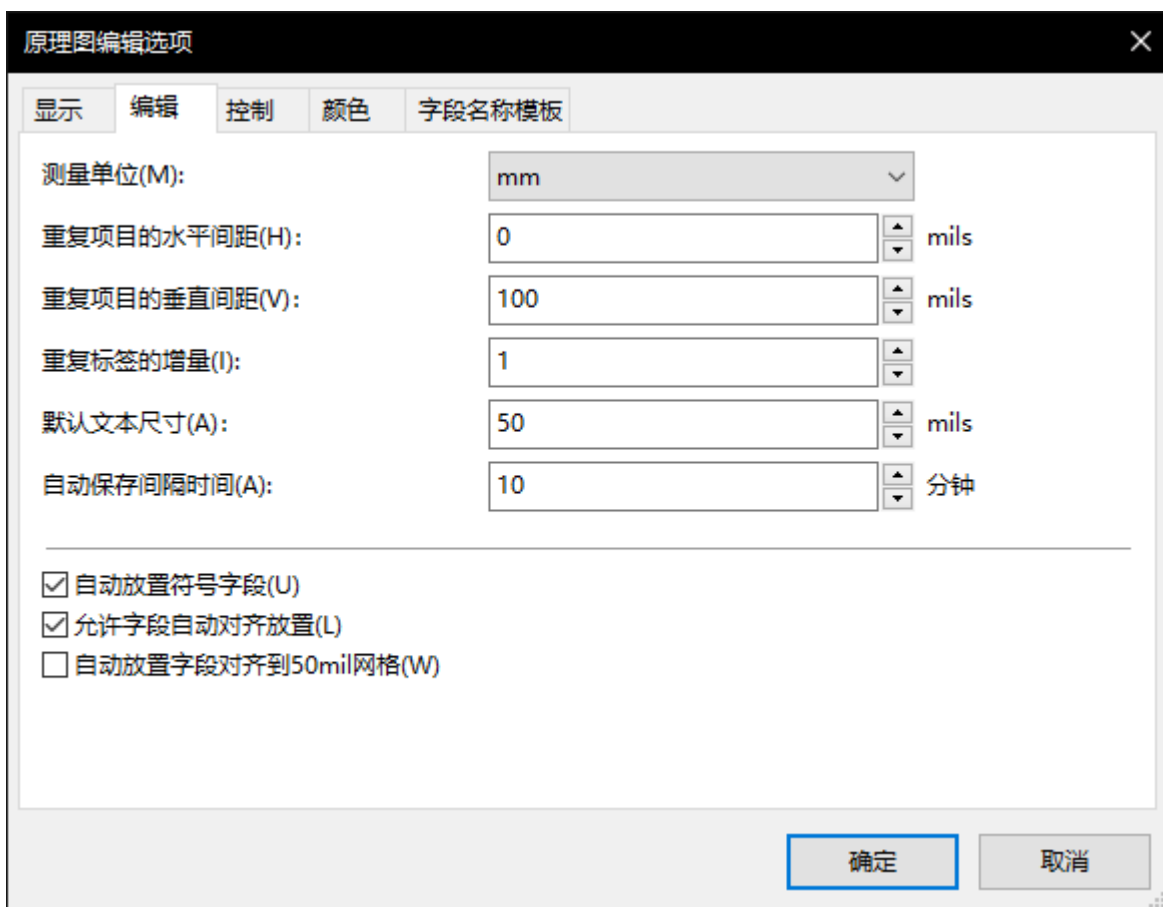 原理图编辑选项
显示 编辑 控制 颜色 字段名称模板
测量单位(M): mm
重复项目的水平间距(H): 0 mils
重复项目的垂直间距(V): 100 mils
重复标签的增量(I): 1
默认文本尺寸(A): 50 mils
自动保存间隔时间(A): 10 分钟
自动放置符号字段(U)
允许字段自动对齐放置(L)
自动放置字段对齐到50mil网格(W)
确定 取消